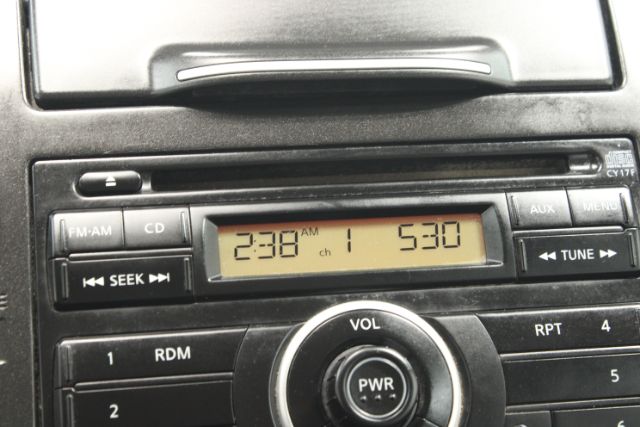 CY17F
FM·AM CD
AUX MENU
SEEK
TUNE
2:38 AM ch 1 530
VOL
PWR
1 RDM
2
RPT 4
5
6